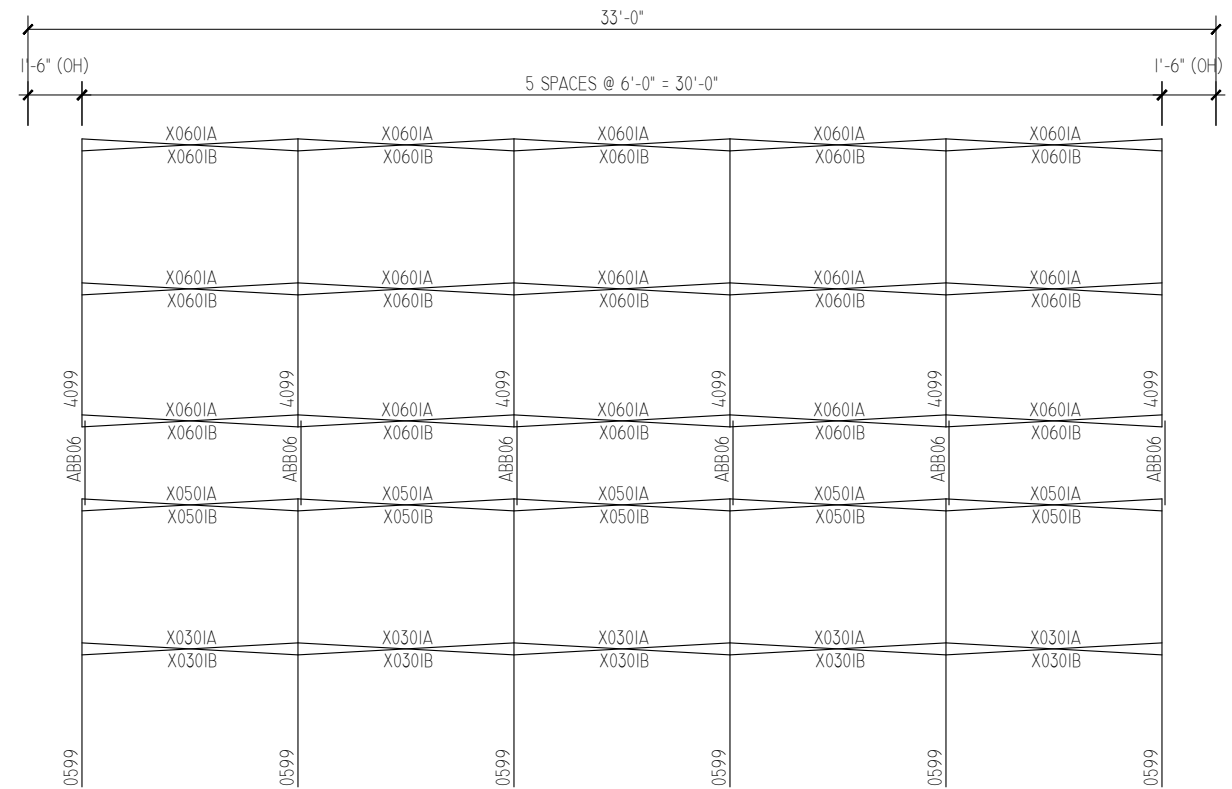 33'-0"
1'-6" (OH) 1'-6" (OH)
5 SPACES @ 6'-0" = 30'-0"
X0601A X0601A X0601A X0601A X0601A
X0601B X0601B X0601B X0601B X0601B
X0601A X0601A X0601A X0601A X0601A
X0601B X0601B X0601B X0601B X0601B
4099 4099 4099 4099 4099 4099
X0601A X0601A X0601A X0601A X0601A
X0601B X0601B X0601B X0601B X0601B
ABB06 ABB06 ABB06 ABB06 ABB06 ABB06
X0501A X0501A X0501A X0501A X0501A
X0501B X0501B X0501B X0501B X0501B
X0301A X0301A X0301A X0301A X0301A
X0301B X0301B X0301B X0301B X0301B
0599 0599 0599 0599 0599 0599